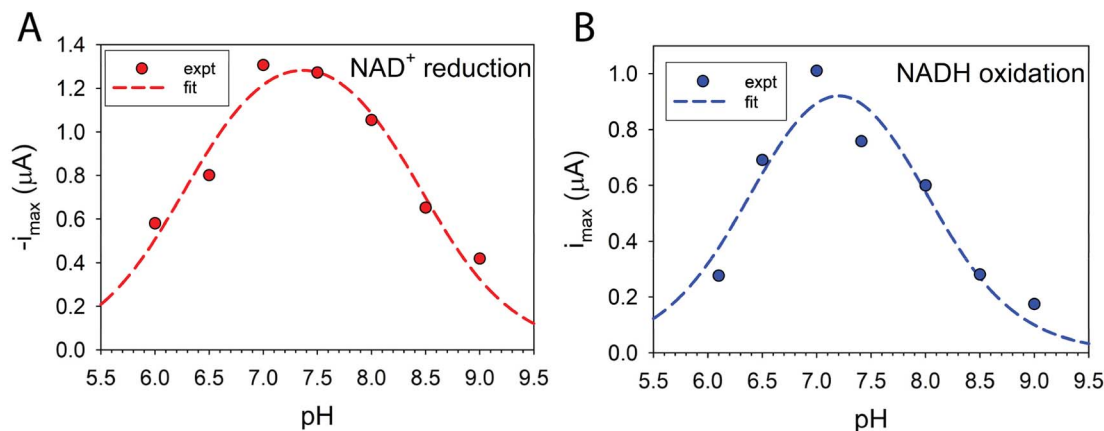 A
1.4
1.2
1.0
0.8
0.6
0.4
0.2
0.0
-i_max (μA)
expt
fit
NAD⁺ reduction
5.5 6.0 6.5 7.0 7.5 8.0 8.5 9.0 9.5
pH
B
1.0
0.8
0.6
0.4
0.2
0.0
i_max (μA)
expt
fit
NADH oxidation
5.5 6.0 6.5 7.0 7.5 8.0 8.5 9.0 9.5
pH